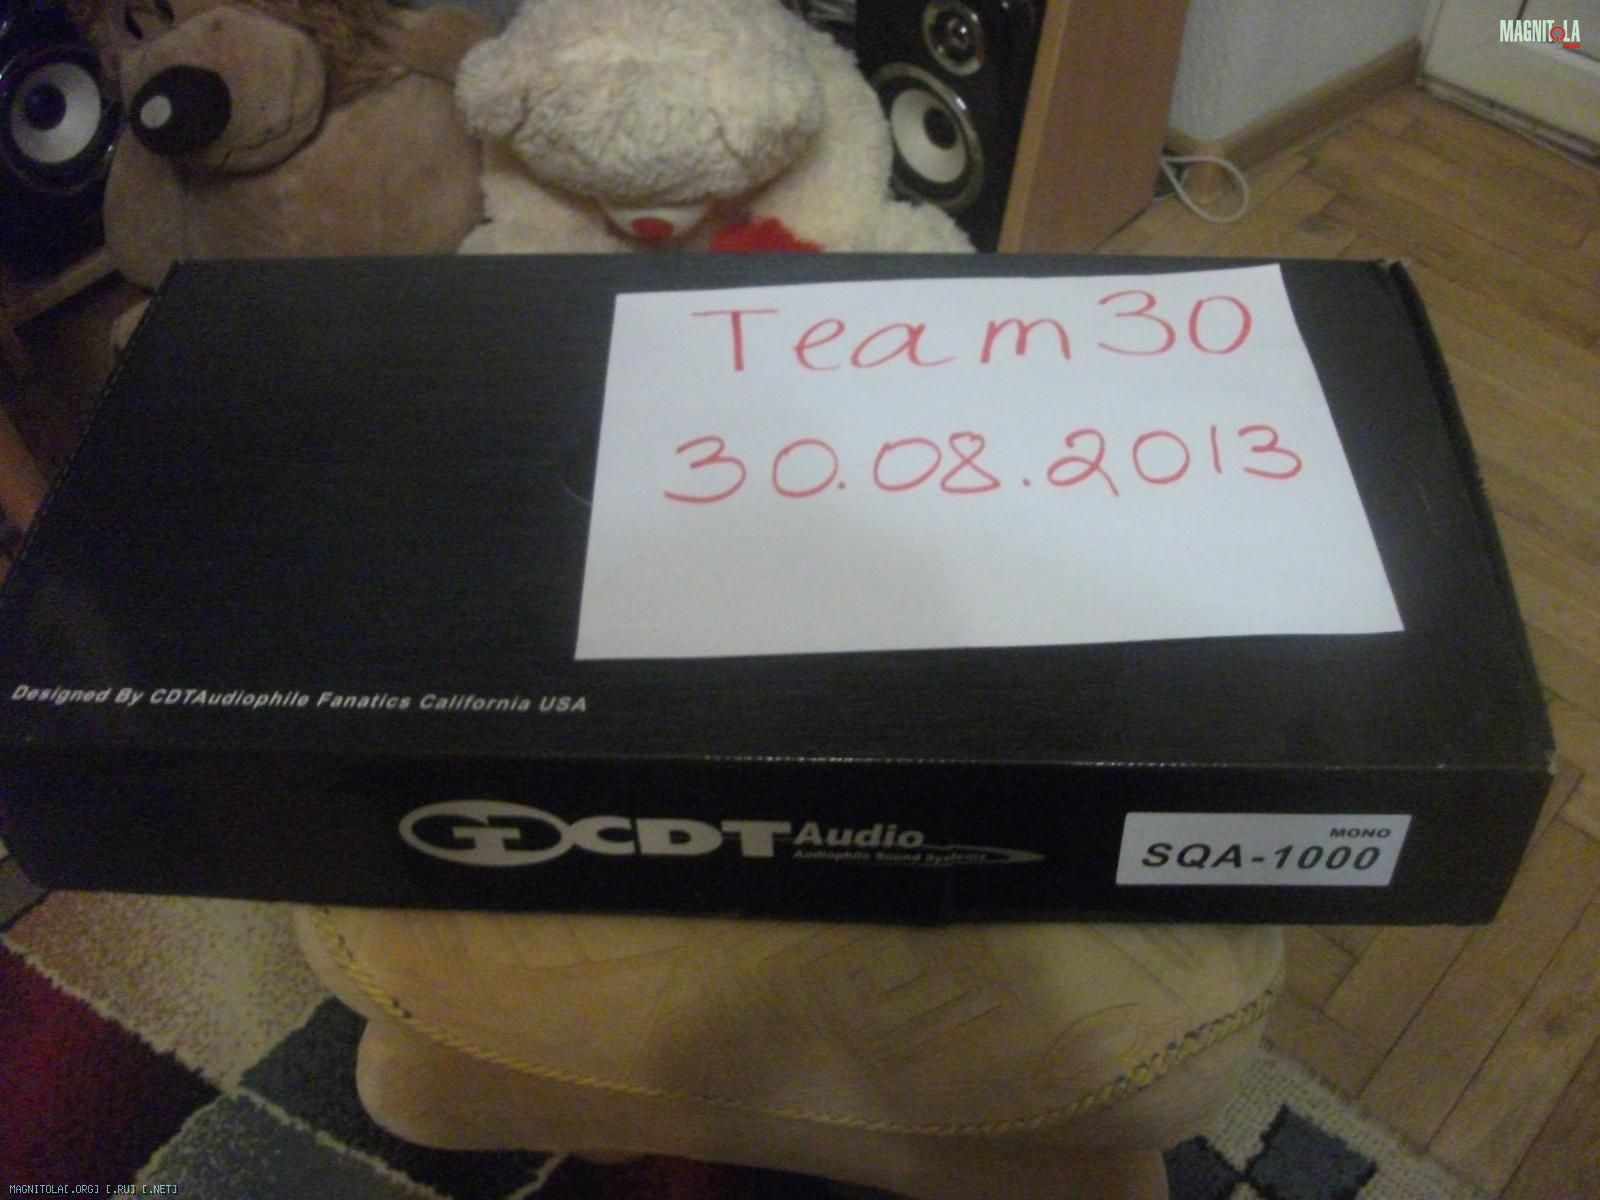 MAGNITOLA
Team30
30.08.2013
Designed By CDTAudiophile Fanatics California USA
CDT Audio
Audiophile Sound Systems
MONO
SQA-1000
MAGNITOLA[.ORG] [.RU] [.NET]